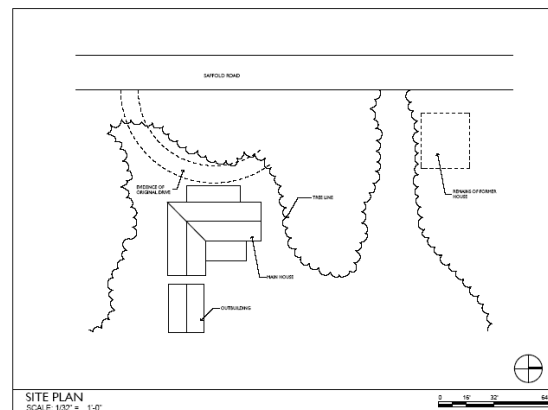 SAFFOLD ROAD
EVIDENCE OF
ORIGINAL DRIVE
TREE LINE
REMAINS OF FORMER
HOUSE
MAIN HOUSE
OUTBUILDING
SITE PLAN
SCALE: 1/32" = 1'-0"
0 16' 32' 64'